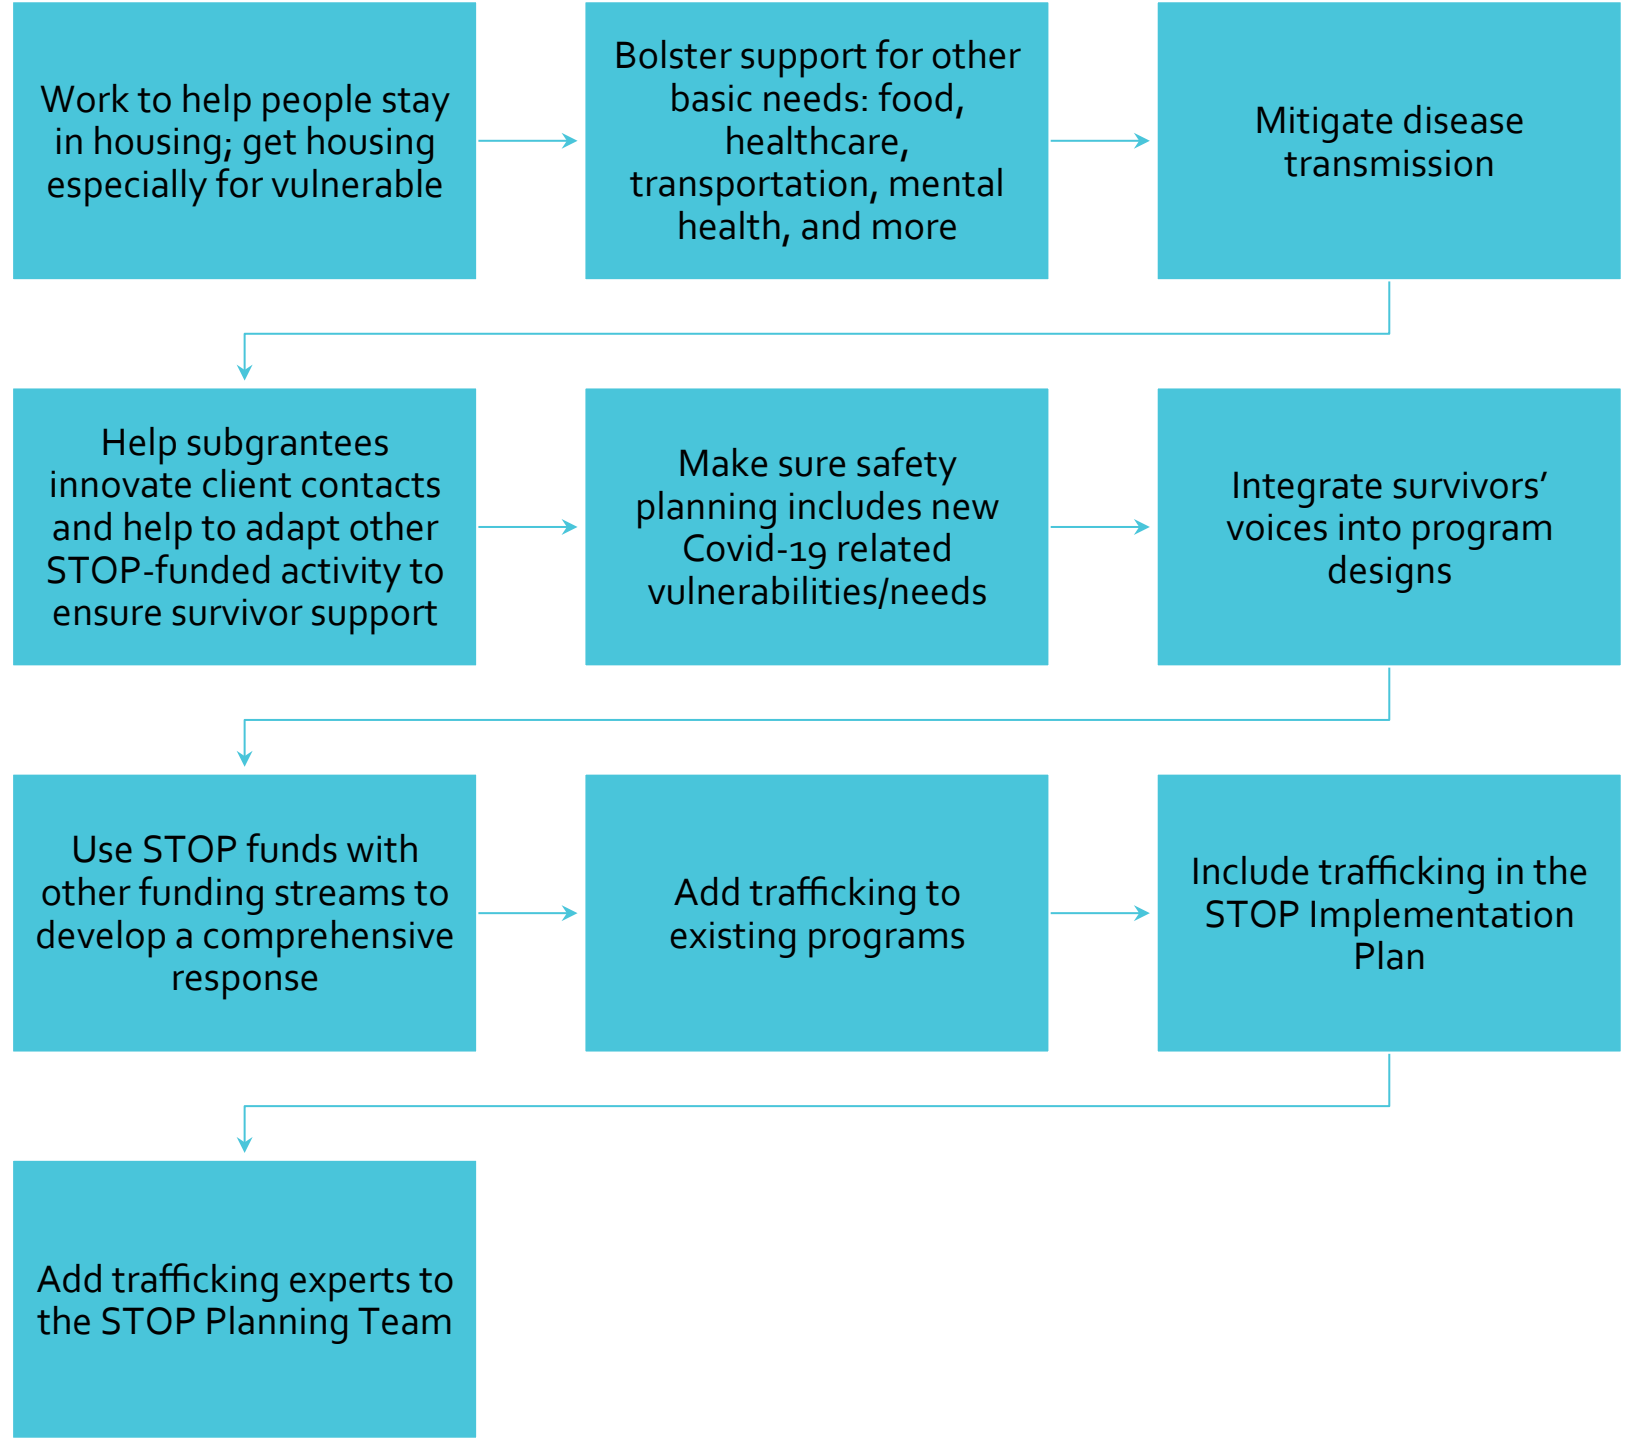 Work to help people stay
in housing; get housing
especially for vulnerable
Bolster support for other
basic needs: food,
healthcare,
transportation, mental
health, and more
Mitigate disease
transmission
Help subgrantees
innovate client contacts
and help to adapt other
STOP-funded activity to
ensure survivor support
Make sure safety
planning includes new
Covid-19 related
vulnerabilities/needs
Integrate survivors’
voices into program
designs
Use STOP funds with
other funding streams to
develop a comprehensive
response
Add trafficking to
existing programs
Include trafficking in the
STOP Implementation
Plan
Add trafficking experts to
the STOP Planning Team